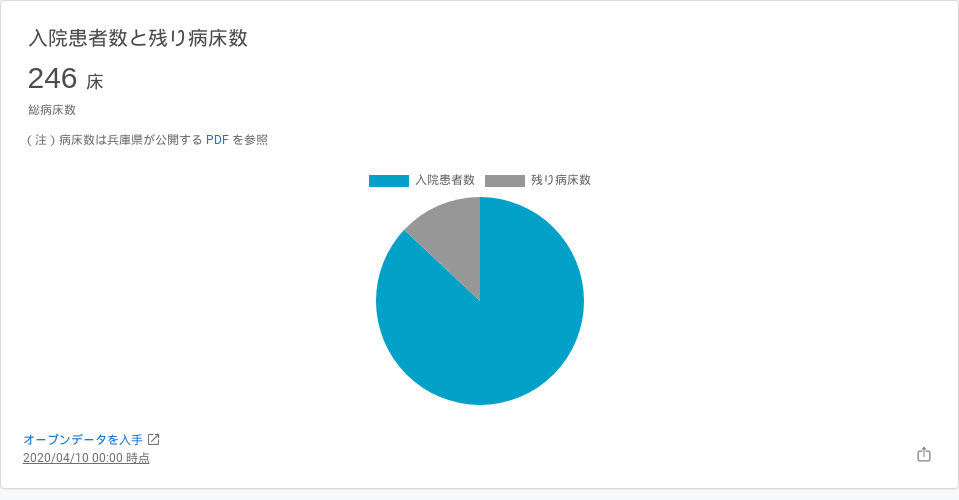 入院患者数と残り病床数
246 床
総病床数
（注）病床数は兵庫県が公開する PDF を参照
入院患者数 残り病床数
オープンデータを入手
2020/04/10 00:00 時点